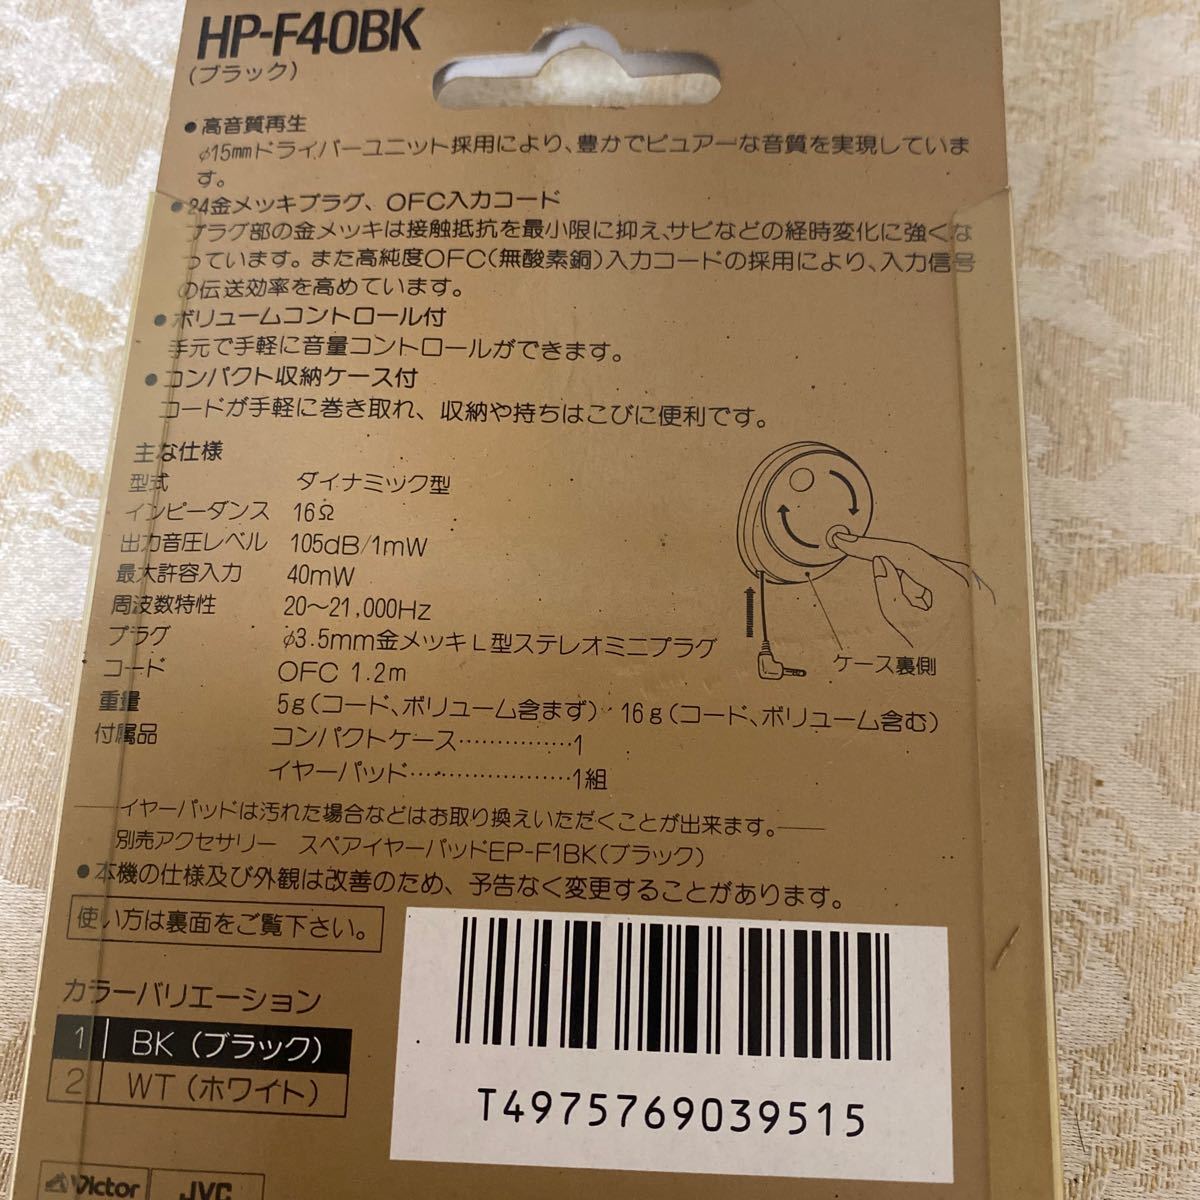 HP-F40BK
(ブラック)
●高音質再生
φ15mmドライバーユニット採用により、豊かでピュアーな音質を実現していま
す。
●24金メッキプラグ、OFC入力コード
プラグ部の金メッキは接触抵抗を最小限に抑え、サビなどの経時変化に強くな
っています。また高純度OFC(無酸素銅)入力コードの採用により、入力信号
の伝送効率を高めています。
●ボリュームコントロール付
手元で手軽に音量コントロールができます。
●コンパクト収納ケース付
コードが手軽に巻き取れ、収納や持ちはこびに便利です。
主な仕様
型式 ダイナミック型
インピーダンス 16Ω
出力音圧レベル 105dB/1mW
最大許容入力 40mW
周波数特性 20〜21,000Hz
プラグ φ3.5mm金メッキL型ステレオミニプラグ
コード OFC 1.2m
重量 5g(コード、ボリューム含まず)・16g(コード、ボリューム含む)
付属品 コンパクトケース……………1
イヤーパッド…………………1組
ケース裏側
――イヤーパッドは汚れた場合などはお取り換えいただくことが出来ます。――
別売アクセサリー スペアイヤーパッドEP-F1BK(ブラック)
●本機の仕様及び外観は改善のため、予告なく変更することがあります。
使い方は裏面をご覧下さい。
カラーバリエーション
1 BK(ブラック)
2 WT(ホワイト)
T4975769039515
Victor JVC